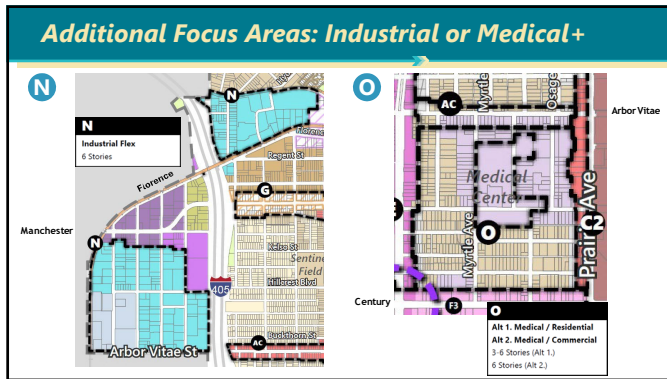 Additional Focus Areas: Industrial or Medical+
N
N
Industrial Flex
6 Stories
N
Florence
Regent St
Florence
G
Manchester
N
Kelso St
Sentinel
Field
Hillcrest Blvd
405
AC
Buckthorn St
Arbor Vitae St
O
Myrtle
Osage
AC
Arbor Vitae
Medical
Center
Myrtle Ave
O
Prairie Ave
C2
Century
F3
O
Alt 1. Medical / Residential
Alt 2. Medical / Commercial
3-6 Stories (Alt 1.)
6 Stories (Alt 2.)